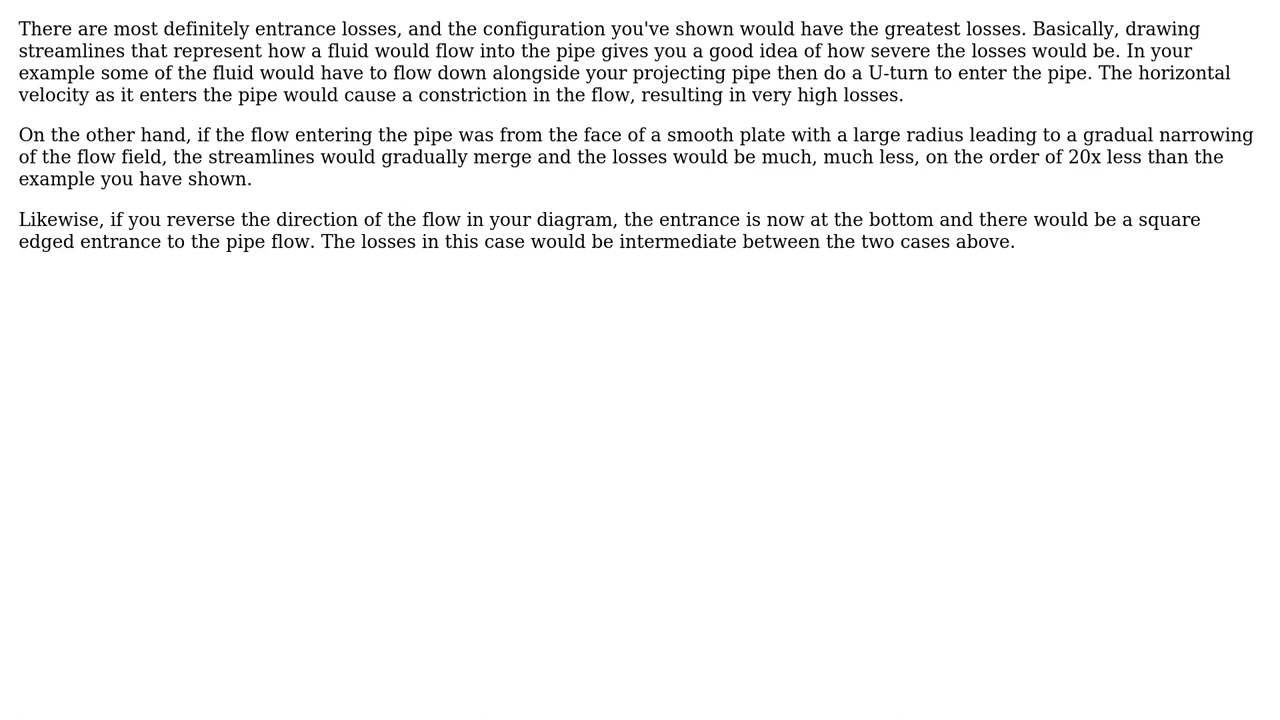 There are most definitely entrance losses, and the configuration you've shown would have the greatest losses. Basically, drawing
streamlines that represent how a fluid would flow into the pipe gives you a good idea of how severe the losses would be. In your
example some of the fluid would have to flow down alongside your projecting pipe then do a U-turn to enter the pipe. The horizontal
velocity as it enters the pipe would cause a constriction in the flow, resulting in very high losses.
On the other hand, if the flow entering the pipe was from the face of a smooth plate with a large radius leading to a gradual narrowing
of the flow field, the streamlines would gradually merge and the losses would be much, much less, on the order of 20x less than the
example you have shown.
Likewise, if you reverse the direction of the flow in your diagram, the entrance is now at the bottom and there would be a square
edged entrance to the pipe flow. The losses in this case would be intermediate between the two cases above.